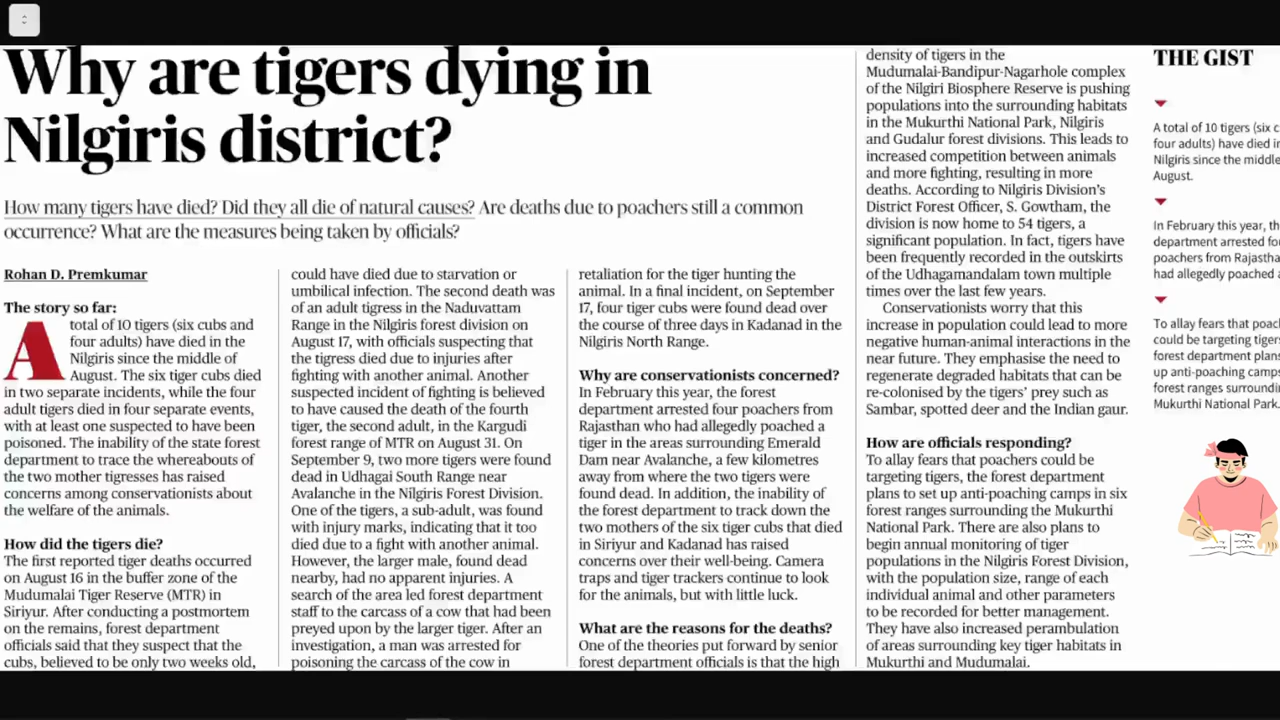 Why are tigers dying in
Nilgiris district?
How many tigers have died? Did they all die of natural causes? Are deaths due to poachers still a common
occurrence? What are the measures being taken by officials?
Rohan D. Premkumar
The story so far:
A total of 10 tigers (six cubs and
four adults) have died in the
Nilgiris since the middle of
August. The six tiger cubs died
in two separate incidents, while the four
adult tigers died in four separate events,
with at least one suspected to have been
poisoned. The inability of the state forest
department to trace the whereabouts of
the two mother tigresses has raised
concerns among conservationists about
the welfare of the animals.
How did the tigers die?
The first reported tiger deaths occurred
on August 16 in the buffer zone of the
Mudumalai Tiger Reserve (MTR) in
Siriyur. After conducting a postmortem
on the remains, forest department
officials said that they suspect that the
cubs, believed to be only two weeks old,
could have died due to starvation or
umbilical infection. The second death was
of an adult tigress in the Naduvattam
Range in the Nilgiris forest division on
August 17, with officials suspecting that
the tigress died due to injuries after
fighting with another animal. Another
suspected incident of fighting is believed
to have caused the death of the fourth
tiger, the second adult, in the Kargudi
forest range of MTR on August 31. On
September 9, two more tigers were found
dead in Udhagai South Range near
Avalanche in the Nilgiris Forest Division.
One of the tigers, a sub-adult, was found
with injury marks, indicating that it too
died due to a fight with another animal.
However, the larger male, found dead
nearby, had no apparent injuries. A
search of the area led forest department
staff to the carcass of a cow that had been
preyed upon by the larger tiger. After an
investigation, a man was arrested for
poisoning the carcass of the cow in
retaliation for the tiger hunting the
animal. In a final incident, on September
17, four tiger cubs were found dead over
the course of three days in Kadanad in the
Nilgiris North Range.
Why are conservationists concerned?
In February this year, the forest
department arrested four poachers from
Rajasthan who had allegedly poached a
tiger in the areas surrounding Emerald
Dam near Avalanche, a few kilometres
away from where the two tigers were
found dead. In addition, the inability of
the forest department to track down the
two mothers of the six tiger cubs that died
in Siriyur and Kadanad has raised
concerns over their well-being. Camera
traps and tiger trackers continue to look
for the animals, but with little luck.
What are the reasons for the deaths?
One of the theories put forward by senior
forest department officials is that the high
density of tigers in the
Mudumalai-Bandipur-Nagarhole complex
of the Nilgiri Biosphere Reserve is pushing
populations into the surrounding habitats
in the Mukurthi National Park, Nilgiris
and Gudalur forest divisions. This leads to
increased competition between animals
and more fighting, resulting in more
deaths. According to Nilgiris Division's
District Forest Officer, S. Gowtham, the
division is now home to 54 tigers, a
significant population. In fact, tigers have
been frequently recorded in the outskirts
of the Udhagamandalam town multiple
times over the last few years.
Conservationists worry that this
increase in population could lead to more
negative human-animal interactions in the
near future. They emphasise the need to
regenerate degraded habitats that can be
re-colonised by the tigers' prey such as
Sambar, spotted deer and the Indian gaur.
How are officials responding?
To allay fears that poachers could be
targeting tigers, the forest department
plans to set up anti-poaching camps in six
forest ranges surrounding the Mukurthi
National Park. There are also plans to
begin annual monitoring of tiger
populations in the Nilgiris Forest Division,
with the population size, range of each
individual animal and other parameters
to be recorded for better management.
They have also increased perambulation
of areas surrounding key tiger habitats in
Mukurthi and Mudumalai.
THE GIST
A total of 10 tigers (six c
four adults) have died in
Nilgiris since the middle
August.
In February this year, th
department arrested fo
poachers from Rajastha
had allegedly poached a
To allay fears that poach
could be targeting tigers
forest department plans
up anti-poaching camps
forest ranges surroundi
Mukurthi National Park.